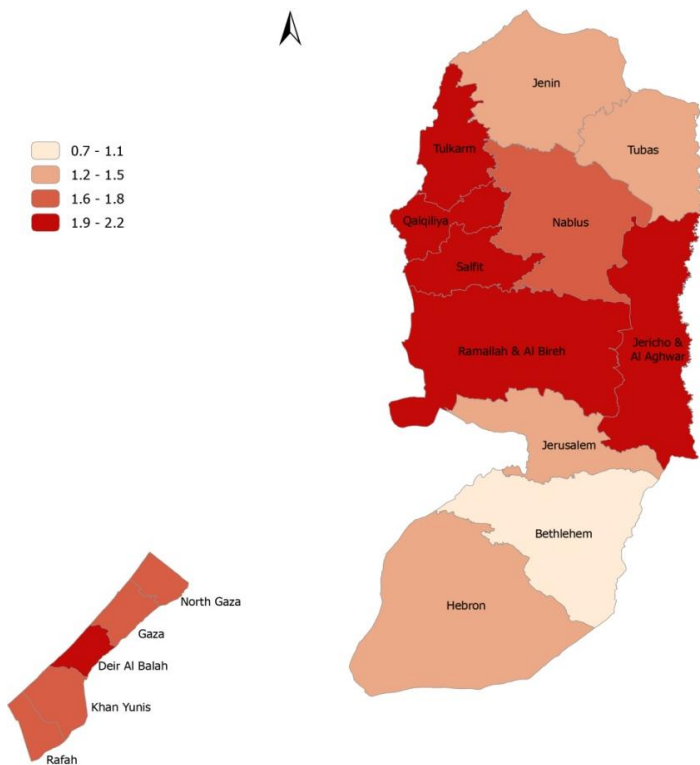 Jenin
0.7 - 1.1
1.2 - 1.5
1.6 - 1.8
1.9 - 2.2
Tulkarm
Tubas
Qalqiliya
Nablus
Salfit
Ramallah & Al Bireh
Jericho &
Al Aghwar
Jerusalem
Bethlehem
Hebron
North Gaza
Gaza
Deir Al Balah
Khan Yunis
Rafah